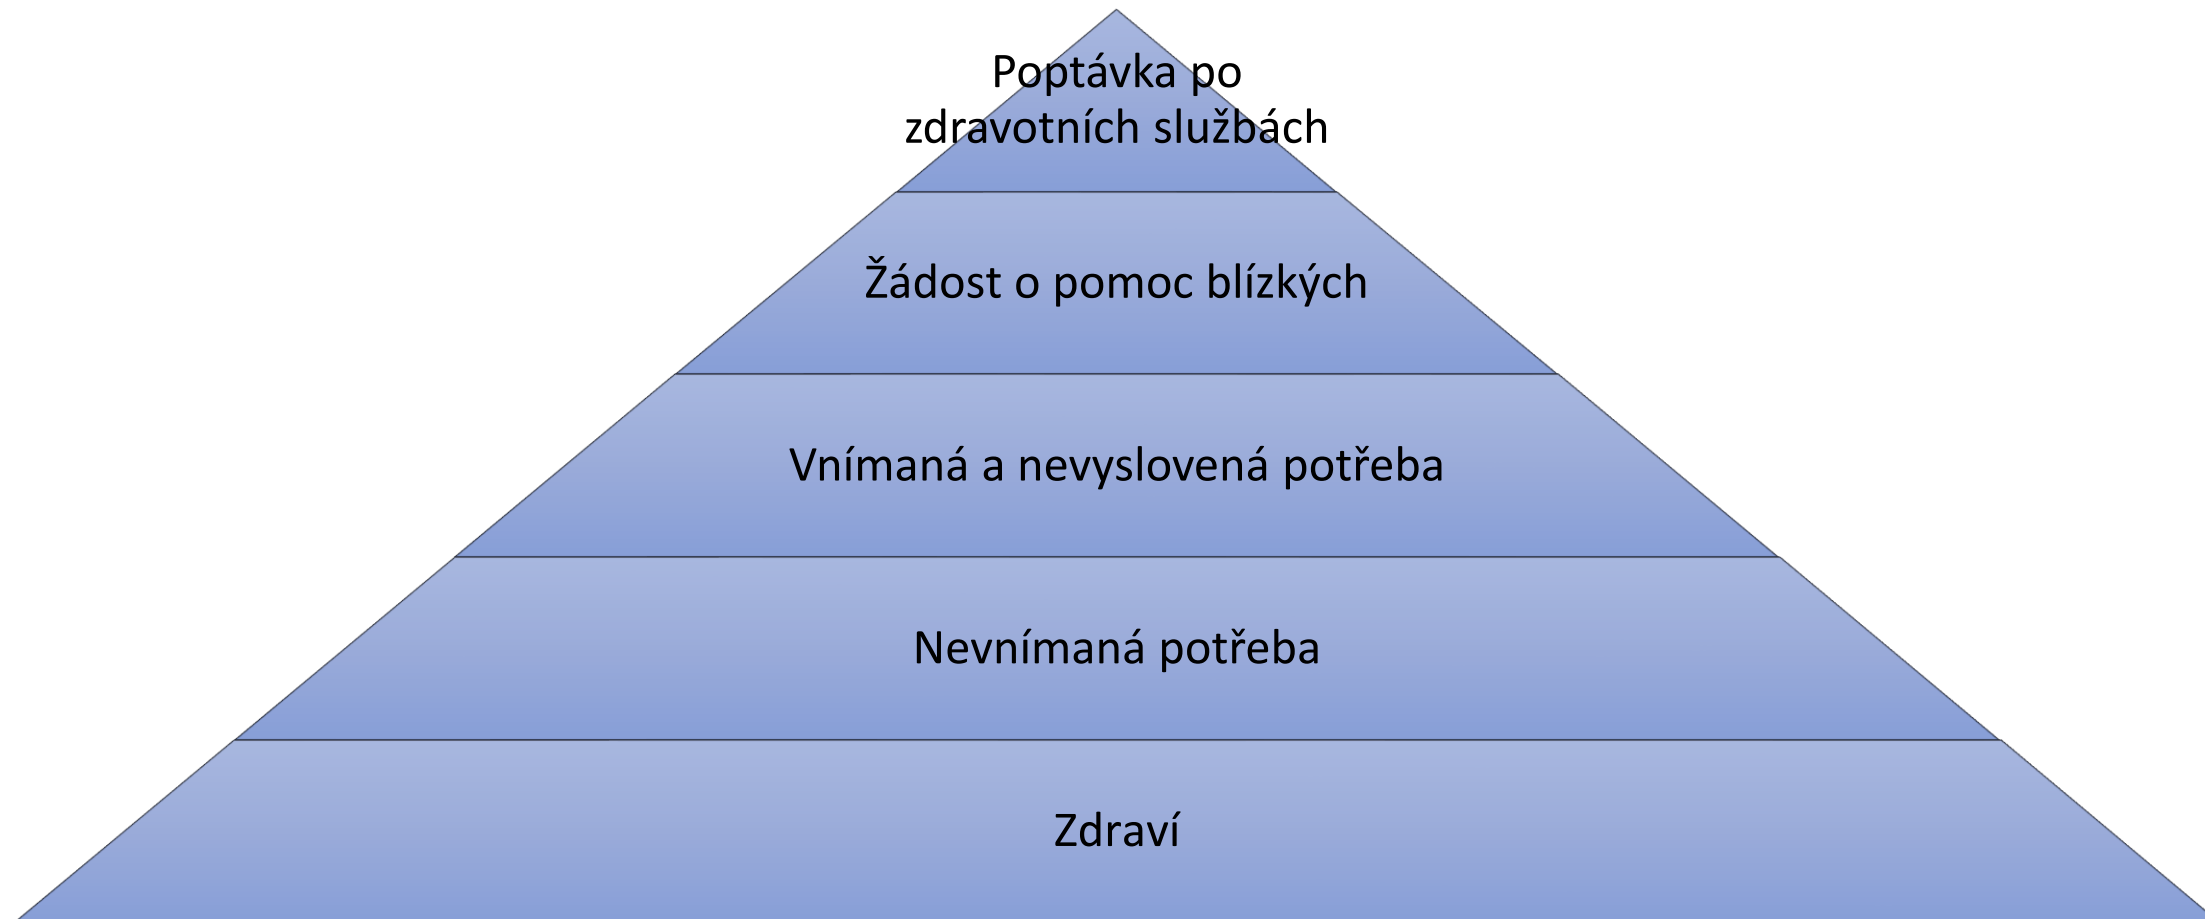 Poptávka po
zdravotních službách
Žádost o pomoc blízkých
Vnímaná a nevyslovená potřeba
Nevnímaná potřeba
Zdraví